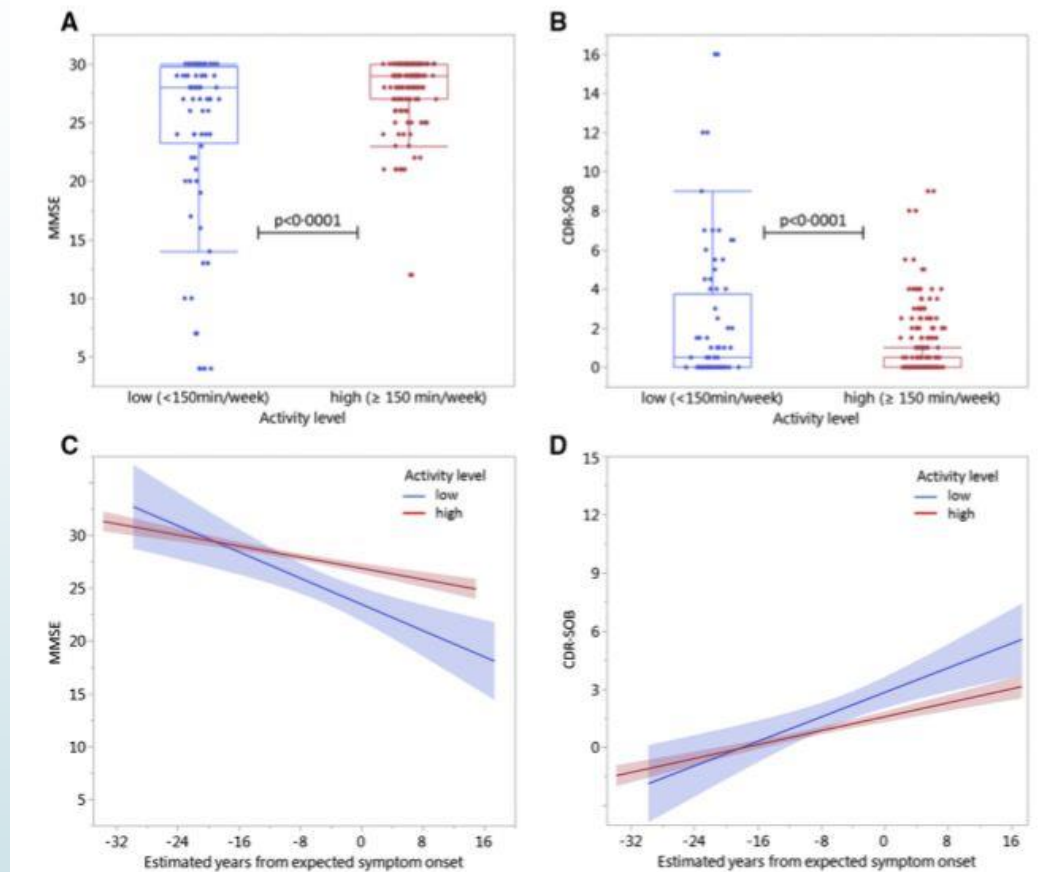 A
MMSE
30
25
20
15
10
5
p<0·0001
low (<150min/week)
high (≥ 150 min/week)
Activity level
B
CDR-SOB
16
14
12
10
8
6
4
2
0
p<0·0001
low (<150min/week)
high (≥ 150 min/week)
Activity level
C
Activity level
low
high
MMSE
30
25
20
15
10
5
-32 -24 -16 -8 0 8 16
Estimated years from expected symptom onset
D
Activity level
low
high
CDR-SOB
15
12
9
6
3
0
-32 -24 -16 -8 0 8 16
Estimated years from expected symptom onset